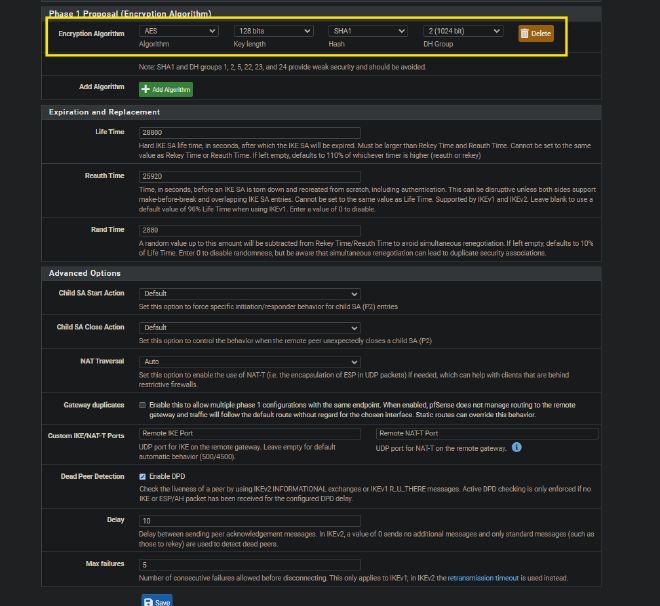 Phase 1 Proposal (Encryption Algorithm)
Encryption Algorithm AES 128 bits SHA1 2 (1024 bit) Delete
Algorithm Key length Hash DH Group
Note: SHA1 and DH groups 1, 2, 5, 22, 23, and 24 provide weak security and should be avoided.
Add Algorithm Add Algorithm
Expiration and Replacement
Life Time 28800
Hard IKE SA life time, in seconds, after which the IKE SA will be expired. Must be larger than Rekey Time and Reauth Time. Cannot be set to the same
value as Rekey Time or Reauth Time. If left empty, defaults to 110% of whichever timer is higher (reauth or rekey)
Reauth Time 25920
Time, in seconds, before an IKE SA is torn down and recreated from scratch, including authentication. This can be disruptive unless both sides support
make-before-break and overlapping IKE SA entries. Cannot be set to the same value as Life Time. Supported by IKEv1 and IKEv2. Leave blank to use a
default value of 90% Life Time when using IKEv1. Enter a value of 0 to disable.
Rand Time 2880
A random value up to this amount will be subtracted from Rekey Time/Reauth Time to avoid simultaneous renegotiation. If left empty, defaults to 10%
of Life Time. Enter 0 to disable randomness, but be aware that simultaneous renegotiation can lead to duplicate security associations.
Advanced Options
Child SA Start Action Default
Set this option to force specific initiation/responder behavior for child SA (P2) entries
Child SA Close Action Default
Set this option to control the behavior when the remote peer unexpectedly closes a child SA (P2)
NAT Traversal Auto
Set this option to enable the use of NAT-T (i.e. the encapsulation of ESP in UDP packets) if needed, which can help with clients that are behind
restrictive firewalls.
Gateway duplicates Enable this to allow multiple phase 1 configurations with the same endpoint. When enabled, pfSense does not manage routing to the remote
gateway and traffic will follow the default route without regard for the chosen interface. Static routes can override this behavior.
Custom IKE/NAT-T Ports Remote IKE Port Remote NAT-T Port
UDP port for IKE on the remote gateway. Leave empty for default UDP port for NAT-T on the remote gateway.
automatic behavior (500/4500).
Dead Peer Detection Enable DPD
Check the liveness of a peer by using IKEv2 INFORMATIONAL exchanges or IKEv1 R_U_THERE messages. Active DPD checking is only enforced if no
IKE or ESP/AH packet has been received for the configured DPD delay.
Delay 10
Delay between sending peer acknowledgement messages. In IKEv2, a value of 0 sends no additional messages and only standard messages (such as
those to rekey) are used to detect dead peers.
Max failures 5
Number of consecutive failures allowed before disconnecting. This only applies to IKEv1; in IKEv2 the retransmission timeout is used instead.
Save